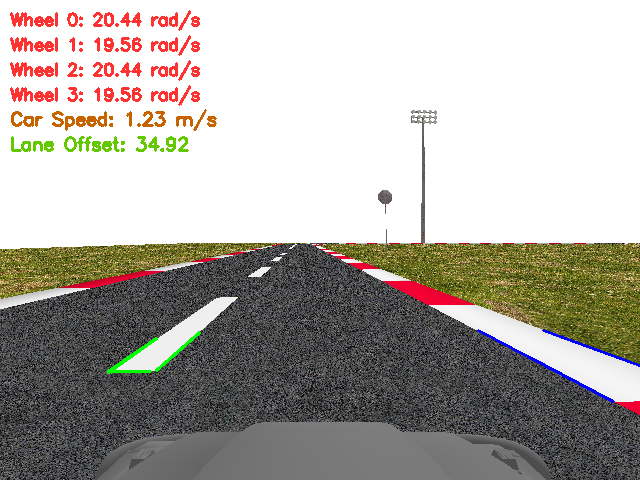 Wheel 0: 20.44 rad/s
Wheel 1: 19.56 rad/s
Wheel 2: 20.44 rad/s
Wheel 3: 19.56 rad/s
Car Speed: 1.23 m/s
Lane Offset: 34.92